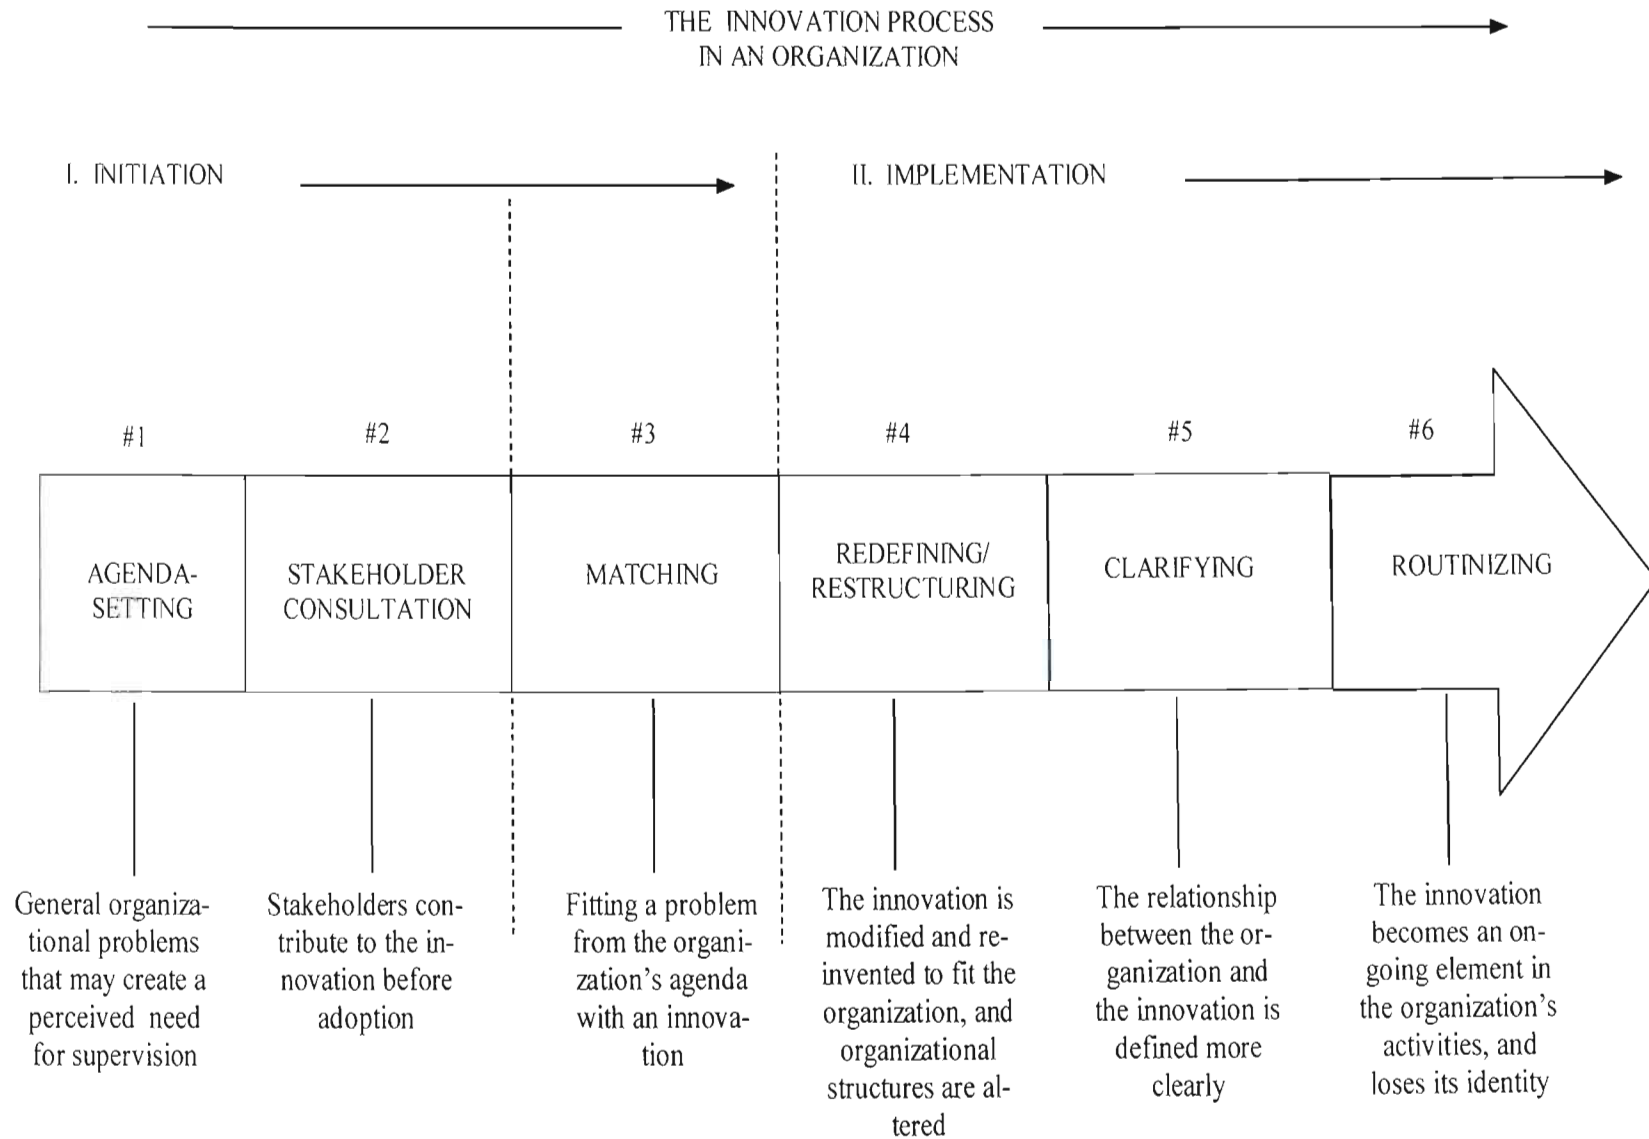 THE INNOVATION PROCESS
IN AN ORGANIZATION
I. INITIATION
II. IMPLEMENTATION
#1
#2
#3
#4
#5
#6
AGENDA-
SETTING
STAKEHOLDER
CONSULTATION
MATCHING
REDEFINING/
RESTRUCTURING
CLARIFYING
ROUTINIZING
General organiza-
tional problems
that may create a
perceived need
for supervision
Stakeholders con-
tribute to the in-
novation before
adoption
Fitting a problem
from the organi-
zation's agenda
with an innova-
tion
The innovation is
modified and re-
invented to fit the
organization, and
organizational
structures are al-
tered
The relationship
between the or-
ganization and
the innovation is
defined more
clearly
The innovation
becomes an on-
going element in
the organization's
activities, and
loses its identity